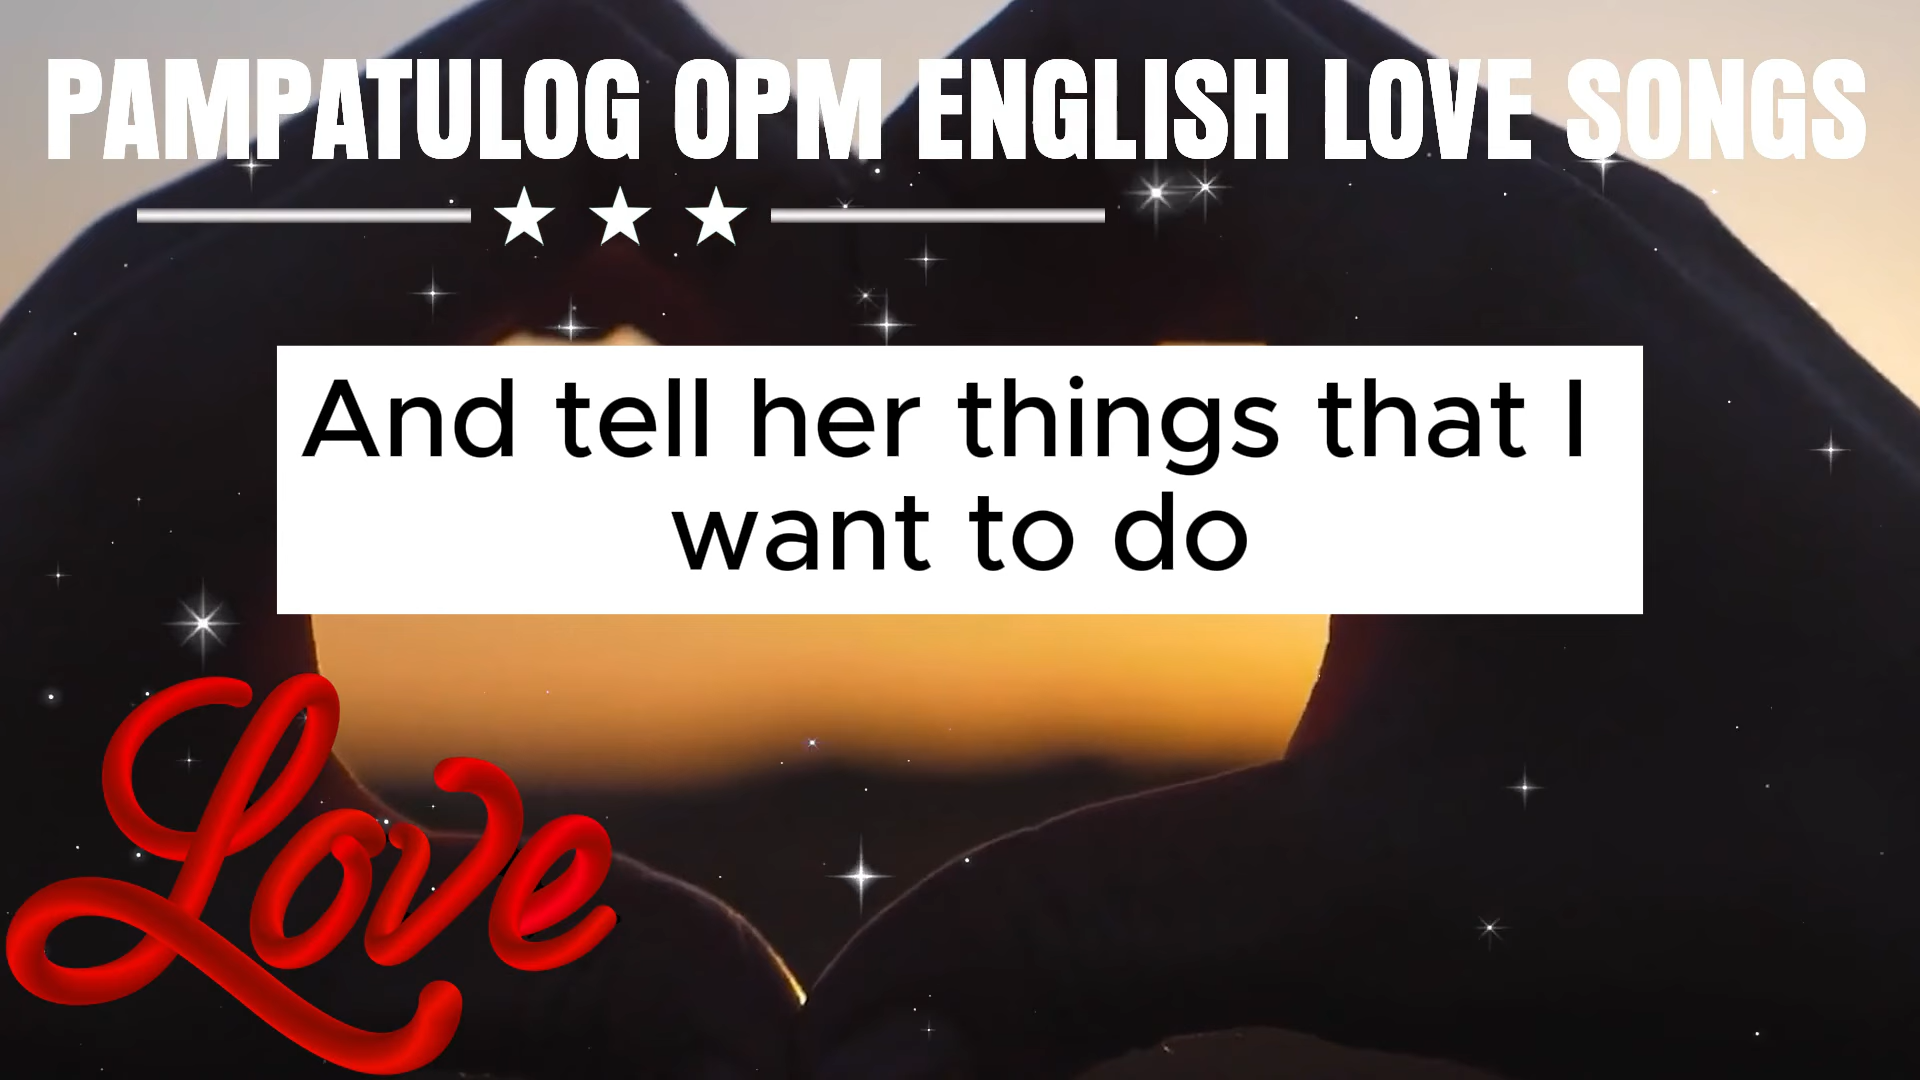 PAMPATULOG OPM ENGLISH LOVE SONGS
And tell her things that I
want to do
Love